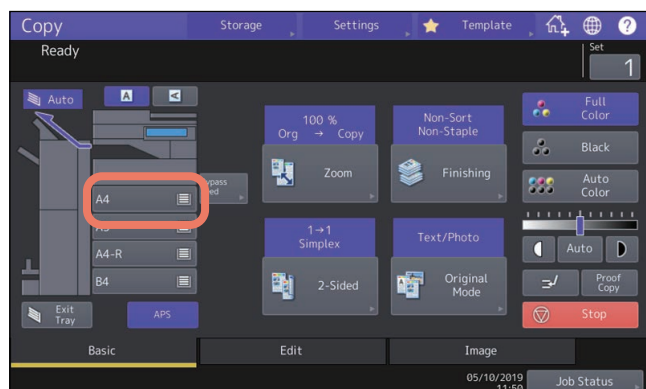 Copy
Storage
Settings
Template
?
Ready
Set
1
Auto
A
A
100 %
Org → Copy
Non-Sort
Non-Staple
Full
Color
Black
Zoom
Finishing
Auto
Color
A4
A4-R
B4
1→1
Simplex
Text/Photo
Auto
2-Sided
Original
Mode
Proof
Copy
Exit
Tray
APS
Stop
Basic
Edit
Image
05/10/2019
11:50
Job Status